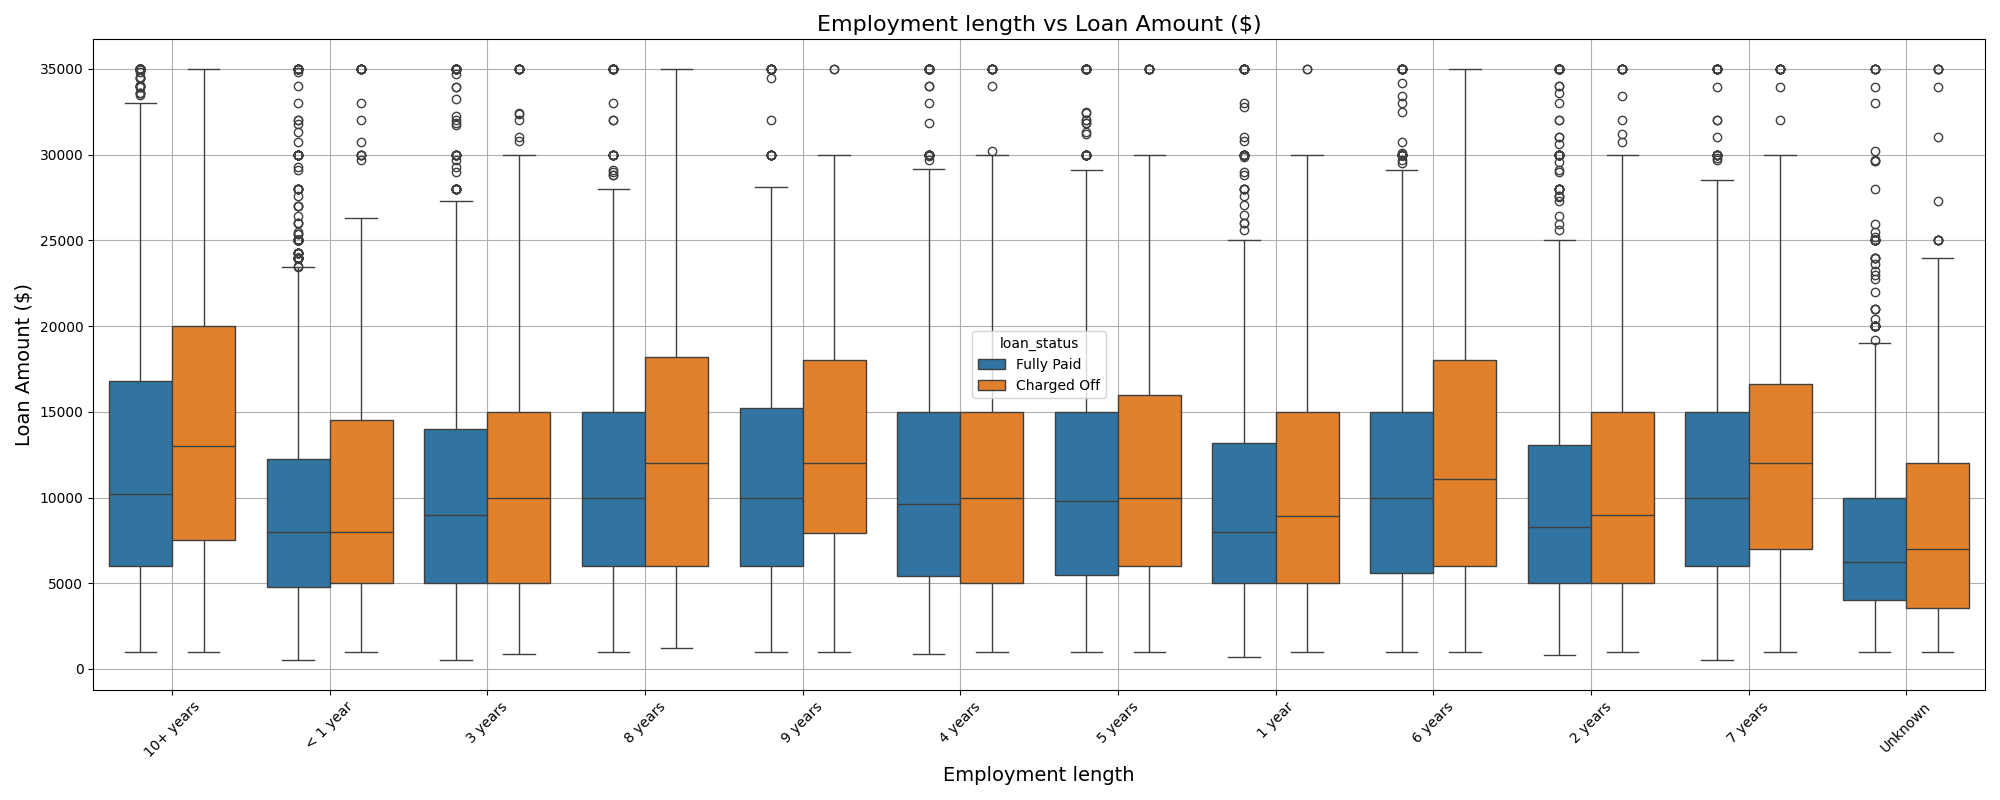 Employment length vs Loan Amount ($)
Loan Amount ($)
35000
30000
25000
20000
15000
10000
5000
0
loan_status
Fully Paid
Charged Off
10+ years
< 1 year
3 years
8 years
9 years
4 years
5 years
1 year
6 years
2 years
7 years
Unknown
Employment length